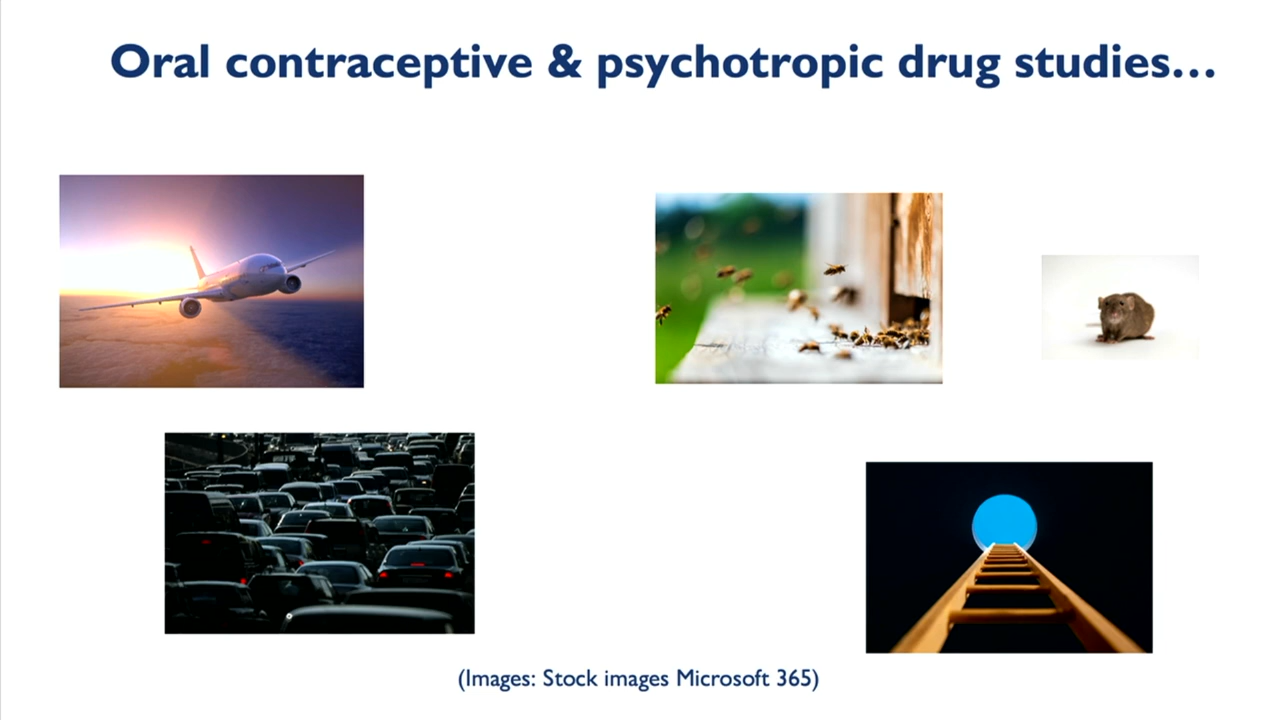 Oral contraceptive & psychotropic drug studies…
(Images: Stock images Microsoft 365)